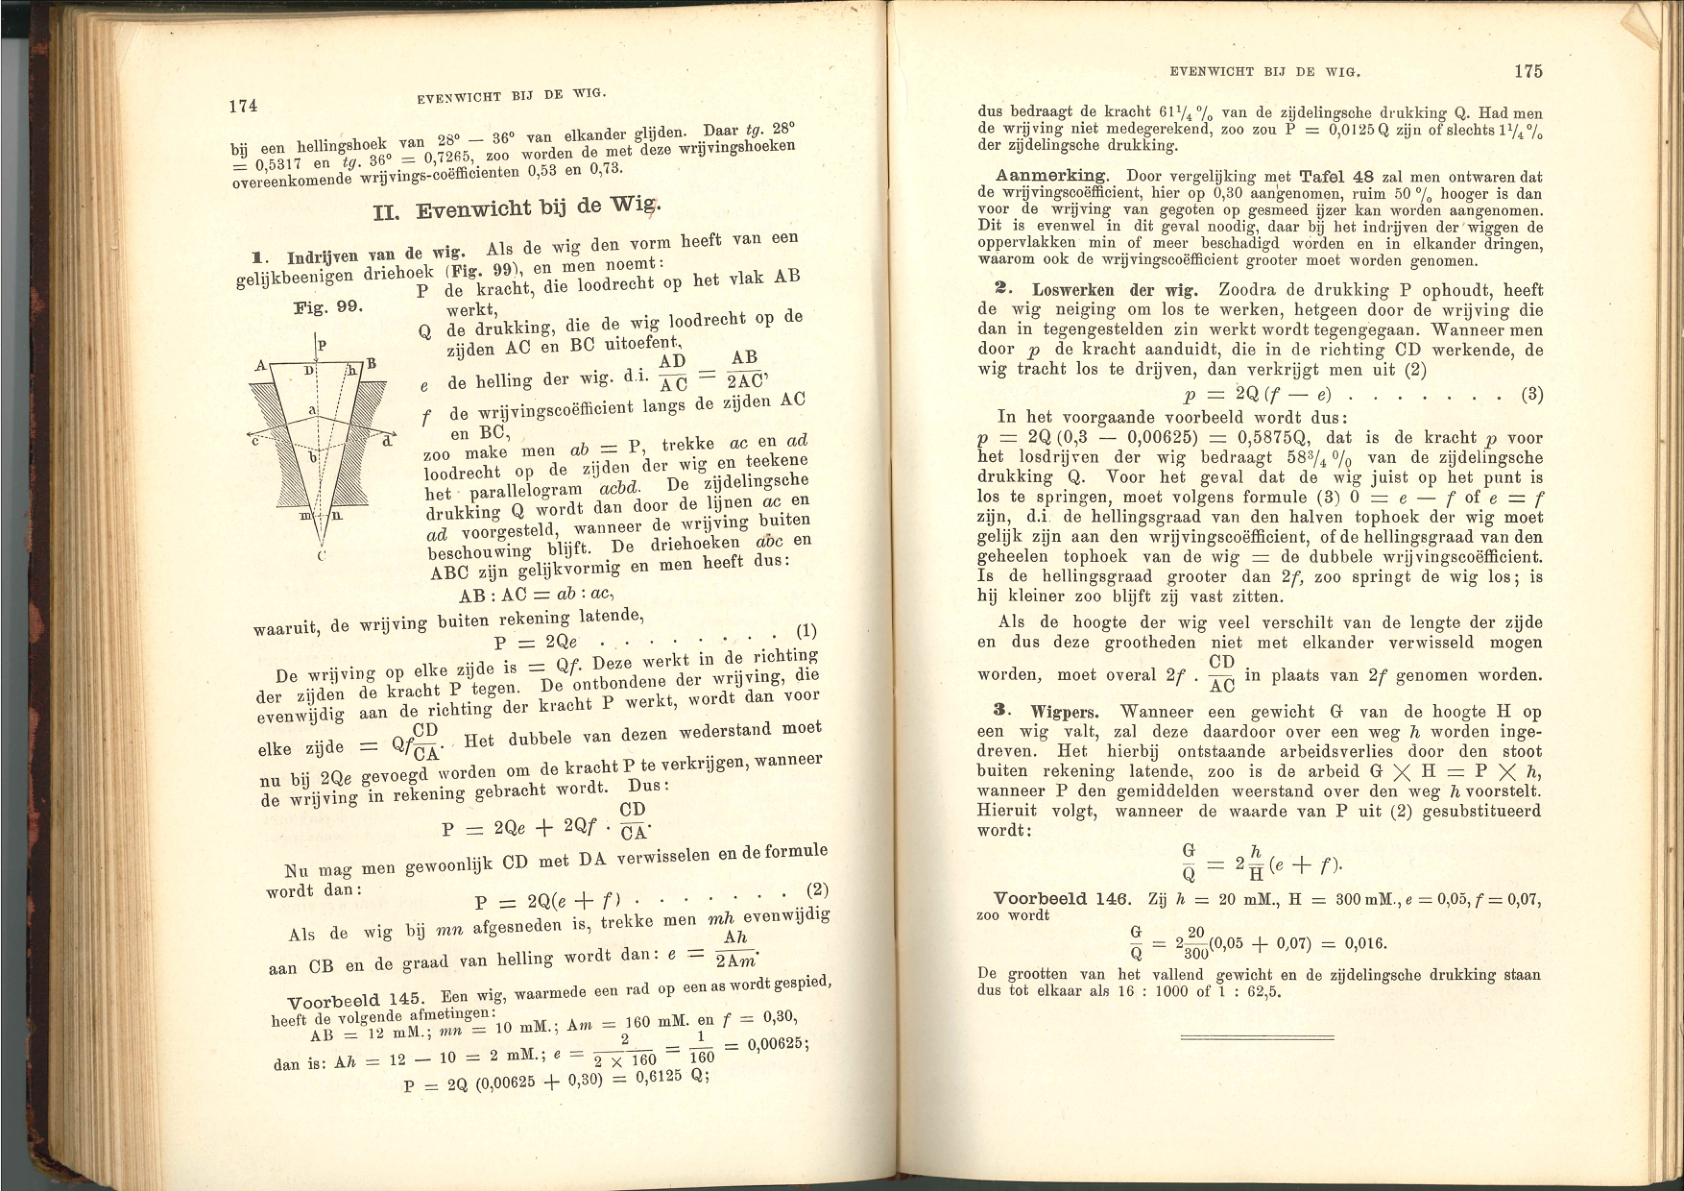 174
EVENWICHT BIJ DE WIG.
bij een hellingshoek van 28° — 36° van elkander glijden. Daar tg. 28°
= 0,5317 en tg. 36° = 0,7265, zoo worden de met deze wrijvingshoeken
overeenkomende wrijvings-coëfficienten 0,53 en 0,73.
II. Evenwicht bij de Wig.
1. Indrijven van de wig. Als de wig den vorm heeft van een
gelijkbeenigen driehoek (Fig. 99), en men noemt:
Fig. 99.
P
A
D
h
B
a
c
d
b
m
n
C
P de kracht, die loodrecht op het vlak AB
werkt,
Q de drukking, die de wig loodrecht op de
zijden AC en BC uitoefent,
e de helling der wig. d.i. AD/AC = AB/2AC,
f de wrijvingscoëfficient langs de zijden AC
en BC,
zoo make men ab = P, trekke ac en ad
loodrecht op de zijden der wig en teekene
het parallelogram acbd. De zijdelingsche
drukking Q wordt dan door de lijnen ac en
ad voorgesteld, wanneer de wrijving buiten
beschouwing blijft. De driehoeken abc en
ABC zijn gelijkvormig en men heeft dus:
AB : AC = ab : ac,
waaruit, de wrijving buiten rekening latende,
P = 2Qe . . . . . . . . (1)
De wrijving op elke zijde is = Qf. Deze werkt in de richting
der zijden de kracht P tegen. De ontbondene der wrijving, die
evenwijdig aan de richting der kracht P werkt, wordt dan voor
elke zijde = Qf CD/CA. Het dubbele van dezen wederstand moet
nu bij 2Qe gevoegd worden om de kracht P te verkrijgen, wanneer
de wrijving in rekening gebracht wordt. Dus:
P = 2Qe + 2Qf · CD/CA.
Nu mag men gewoonlijk CD met DA verwisselen en de formule
wordt dan:
P = 2Q(e + f) . . . . . . . (2)
Als de wig bij mn afgesneden is, trekke men mh evenwijdig
aan CB en de graad van helling wordt dan: e = Ah/2Am.
Voorbeeld 145. Een wig, waarmede een rad op een as wordt gespied,
heeft de volgende afmetingen:
AB = 12 mM.; mn = 10 mM.; Am = 160 mM. en f = 0,30,
dan is: Ah = 12 — 10 = 2 mM.; e = 2/(2 × 160) = 1/160 = 0,00625;
P = 2Q (0,00625 + 0,30) = 0,6125 Q;
EVENWICHT BIJ DE WIG.
175
dus bedraagt de kracht 61¼ % van de zijdelingsche drukking Q. Had men
de wrijving niet medegerekend, zoo zou P = 0,0125 Q zijn of slechts 1¼ %
der zijdelingsche drukking.
Aanmerking. Door vergelijking met Tafel 48 zal men ontwaren dat
de wrijvingscoëfficient, hier op 0,30 aangenomen, ruim 50 % hooger is dan
voor de wrijving van gegoten op gesmeed ijzer kan worden aangenomen.
Dit is evenwel in dit geval noodig, daar bij het indrijven der wiggen de
oppervlakken min of meer beschadigd worden en in elkander dringen,
waarom ook de wrijvingscoëfficient grooter moet worden genomen.
2. Loswerken der wig. Zoodra de drukking P ophoudt, heeft
de wig neiging om los te werken, hetgeen door de wrijving die
dan in tegengestelden zin werkt wordt tegengegaan. Wanneer men
door p de kracht aanduidt, die in de richting CD werkende, de
wig tracht los te drijven, dan verkrijgt men uit (2)
p = 2Q (f — e) . . . . . . . (3)
In het voorgaande voorbeeld wordt dus:
p = 2Q (0,3 — 0,00625) = 0,5875Q, dat is de kracht p voor
het losdrijven der wig bedraagt 58¾ % van de zijdelingsche
drukking Q. Voor het geval dat de wig juist op het punt is
los te springen, moet volgens formule (3) 0 = e — f of e = f
zijn, d.i. de hellingsgraad van den halven tophoek der wig moet
gelijk zijn aan den wrijvingscoëfficient, of de hellingsgraad van den
geheelen tophoek van de wig = de dubbele wrijvingscoëfficient.
Is de hellingsgraad grooter dan 2f, zoo springt de wig los; is
hij kleiner zoo blijft zij vast zitten.
Als de hoogte der wig veel verschilt van de lengte der zijde
en dus deze grootheden niet met elkander verwisseld mogen
worden, moet overal 2f . CD/AC in plaats van 2f genomen worden.
3. Wigpers. Wanneer een gewicht G van de hoogte H op
een wig valt, zal deze daardoor over een weg h worden inge-
dreven. Het hierbij ontstaande arbeidsverlies door den stoot
buiten rekening latende, zoo is de arbeid G × H = P × h,
wanneer P den gemiddelden weerstand over den weg h voorstelt.
Hieruit volgt, wanneer de waarde van P uit (2) gesubstitueerd
wordt:
G/Q = 2 h/H (e + f).
Voorbeeld 146. Zij h = 20 mM., H = 300 mM., e = 0,05, f = 0,07,
zoo wordt
G/Q = 2 20/300 (0,05 + 0,07) = 0,016.
De grootten van het vallend gewicht en de zijdelingsche drukking staan
dus tot elkaar als 16 : 1000 of 1 : 62,5.